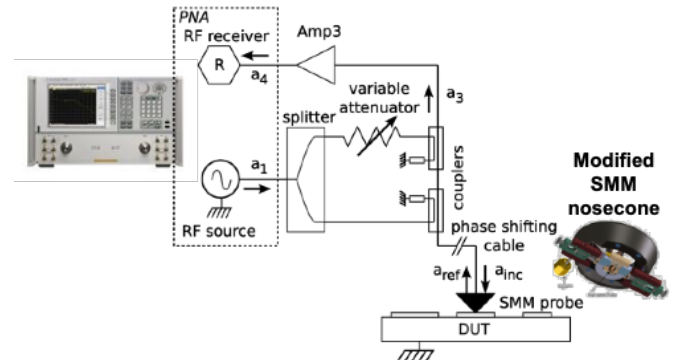 PNA
RF receiver
R
a4
Amp3
a3
variable
attenuator
splitter
a1
RF source
couplers
phase shifting
cable
aref
ainc
SMM probe
DUT
Modified
SMM
nosecone